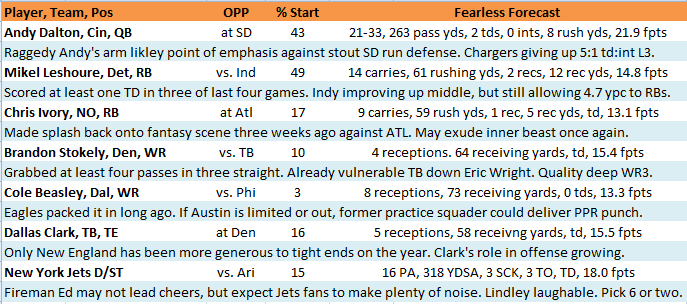 Player, Team, Pos OPP % Start Fearless Forecast
Andy Dalton, Cin, QB at SD 43 21-33, 263 pass yds, 2 tds, 0 ints, 8 rush yds, 21.9 fpts
Raggedy Andy's arm likley point of emphasis against stout SD run defense. Chargers giving up 5:1 td:int L3.
Mikel Leshoure, Det, RB vs. Ind 49 14 carries, 61 rushing yds, 2 recs, 12 rec yds, 14.8 fpts
Scored at least one TD in three of last four games. Indy improving up middle, but still allowing 4.7 ypc to RBs.
Chris Ivory, NO, RB at Atl 17 9 carries, 59 rush yds, 1 rec, 5 rec yds, td, 13.1 fpts
Made splash back onto fantasy scene three weeks ago against ATL. May exude inner beast once again.
Brandon Stokely, Den, WR vs. TB 10 4 receptions. 64 receiving yards, td, 15.4 fpts
Grabbed at least four passes in three straight. Already vulnerable TB down Eric Wright. Quality deep WR3.
Cole Beasley, Dal, WR vs. Phi 3 8 receptions, 73 receiving yards, 0 tds, 13.3 fpts
Eagles packed it in long ago. If Austin is limited or out, former practice squader could deliver PPR punch.
Dallas Clark, TB, TE at Den 16 5 receptions, 58 receivng yards, td, 15.5 fpts
Only New England has been more generous to tight ends on the year. Clark's role in offense growing.
New York Jets D/ST vs. Ari 15 16 PA, 318 YDSA, 3 SCK, 3 TO, TD, 18.0 fpts
Fireman Ed may not lead cheers, but expect Jets fans to make plenty of noise. Lindley laughable. Pick 6 or two.